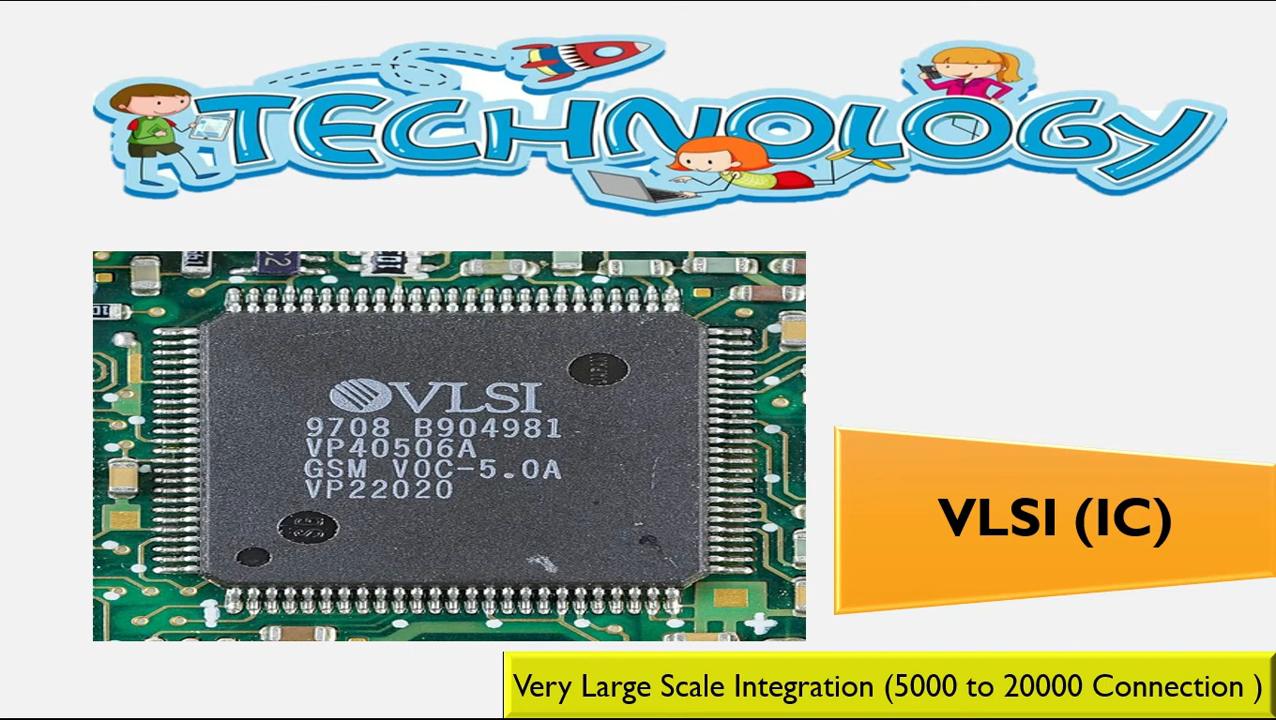 TECHNOLOGY
VLSI
9708 B904981
VP40506A
GSM VOC-5.0A
VP22020
VLSI (IC)
Very Large Scale Integration (5000 to 20000 Connection )